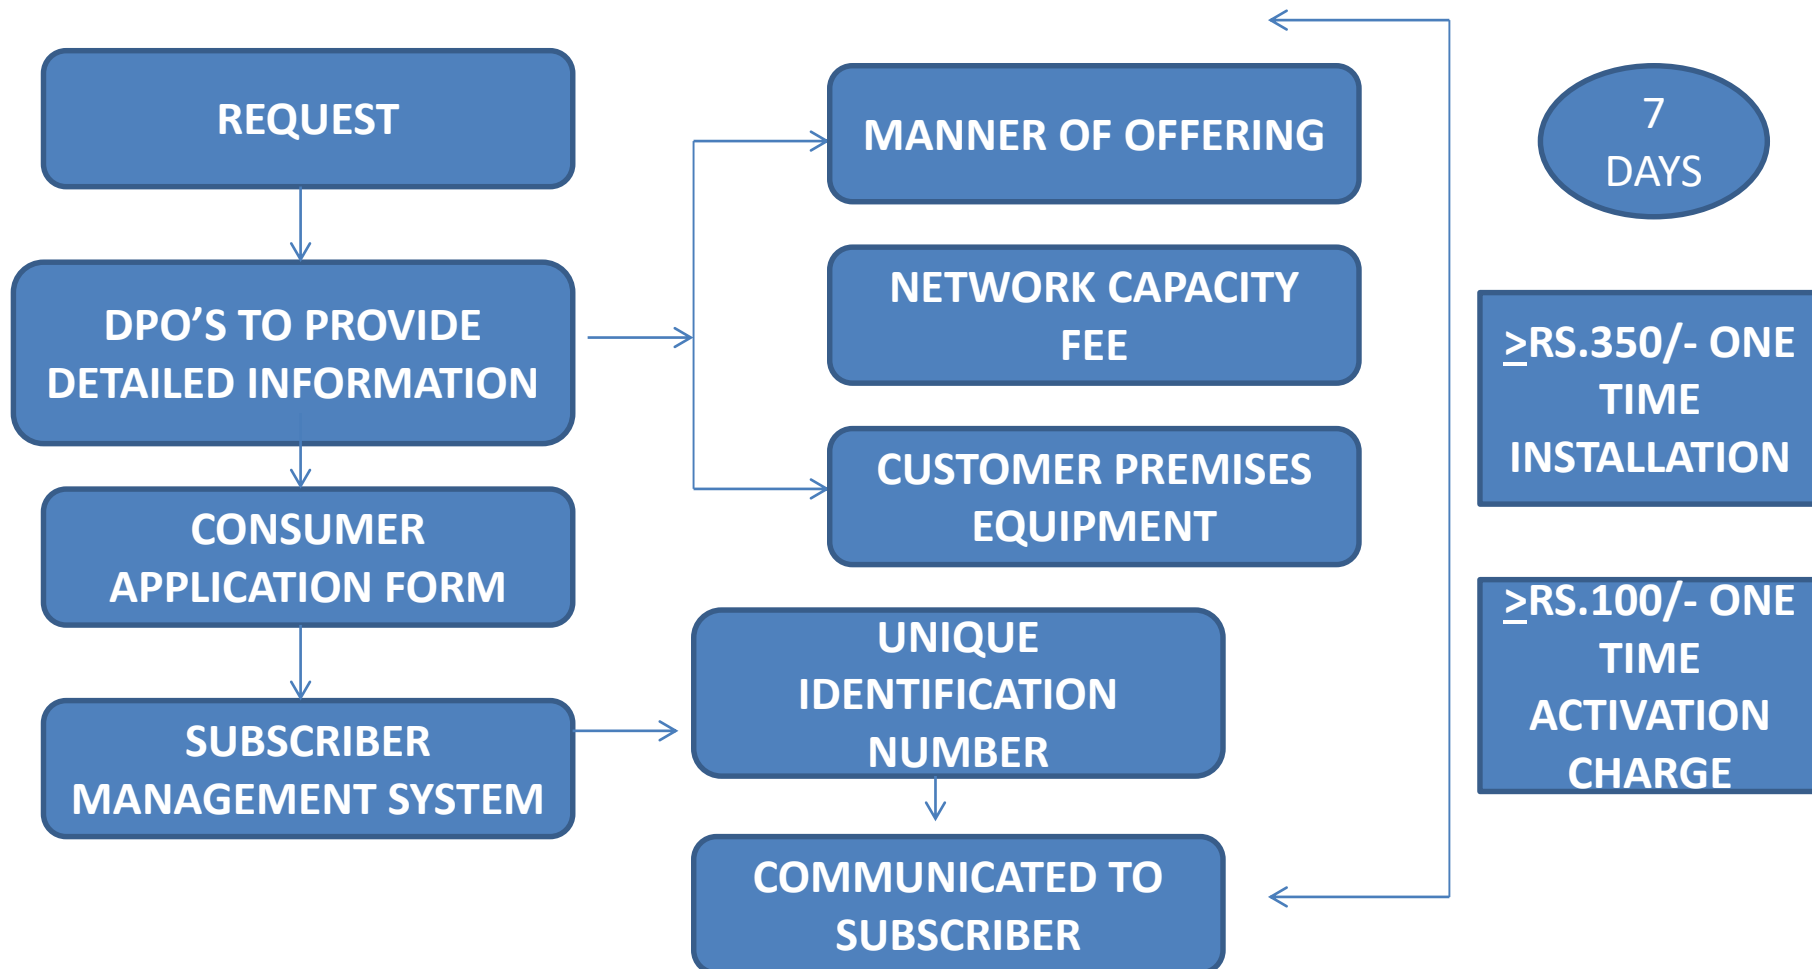 REQUEST
DPO’S TO PROVIDE
DETAILED INFORMATION
CONSUMER
APPLICATION FORM
SUBSCRIBER
MANAGEMENT SYSTEM
MANNER OF OFFERING
NETWORK CAPACITY
FEE
CUSTOMER PREMISES
EQUIPMENT
UNIQUE
IDENTIFICATION
NUMBER
COMMUNICATED TO
SUBSCRIBER
7
DAYS
≥RS.350/- ONE
TIME
INSTALLATION
≥RS.100/- ONE
TIME
ACTIVATION
CHARGE